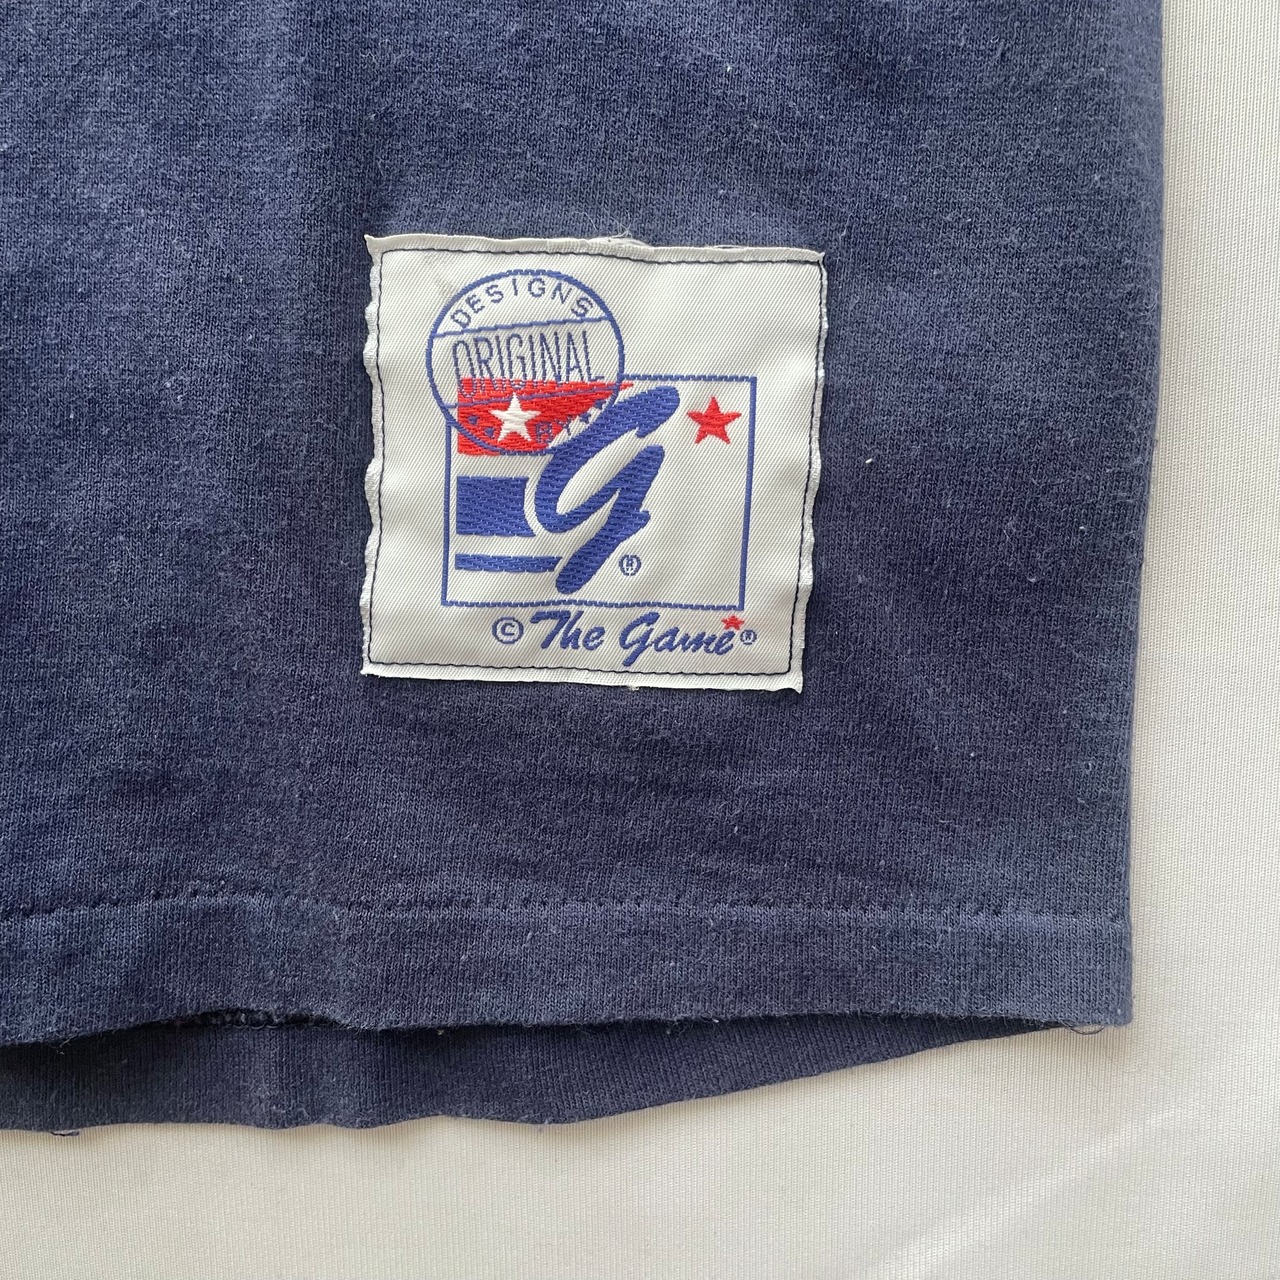 DESIGNS
ORIGINAL
G ®
© The Game ®